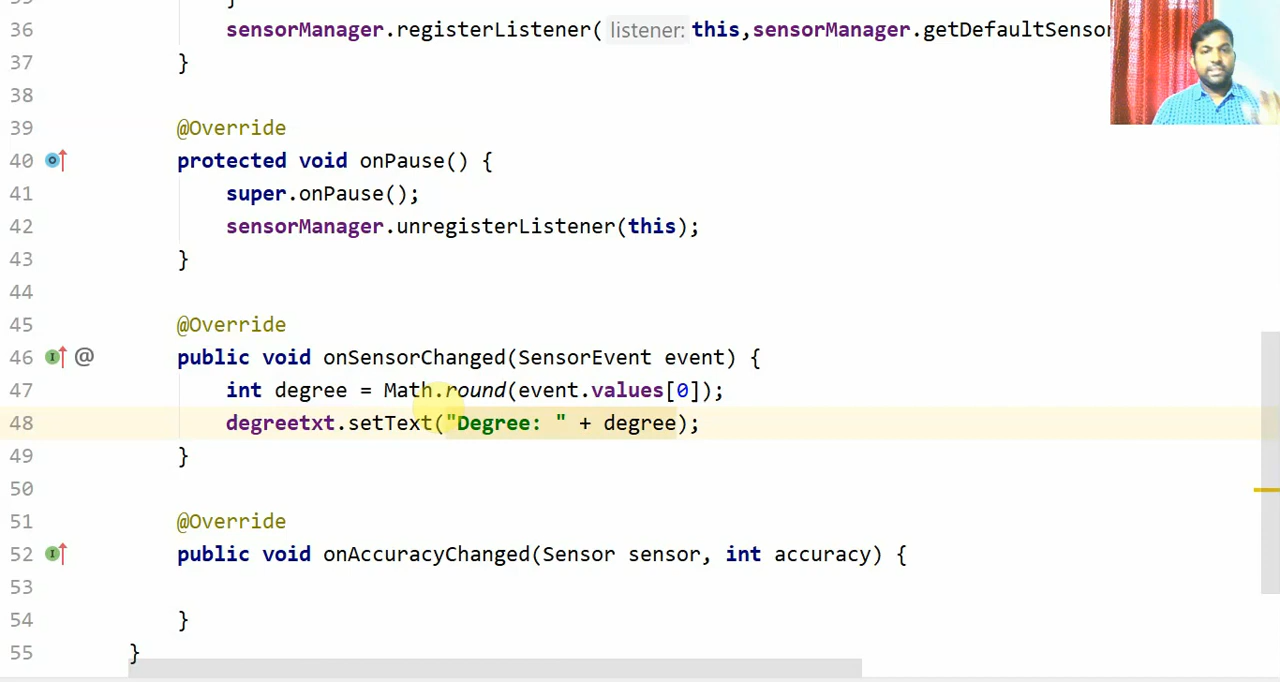 36 sensorManager.registerListener( listener: this,sensorManager.getDefaultSensor
37 }
38
39 @Override
40 protected void onPause() {
41 super.onPause();
42 sensorManager.unregisterListener(this);
43 }
44
45 @Override
46 @ public void onSensorChanged(SensorEvent event) {
47 int degree = Math.round(event.values[0]);
48 degreetxt.setText("Degree: " + degree);
49 }
50
51 @Override
52 public void onAccuracyChanged(Sensor sensor, int accuracy) {
53
54 }
55 }